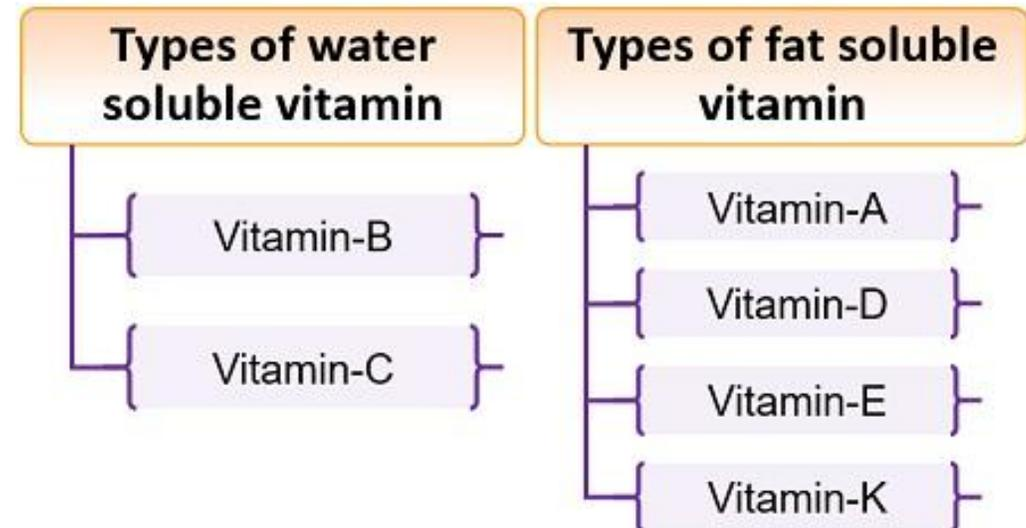 Types of water
soluble vitamin
Vitamin-B
Vitamin-C
Types of fat soluble
vitamin
Vitamin-A
Vitamin-D
Vitamin-E
Vitamin-K